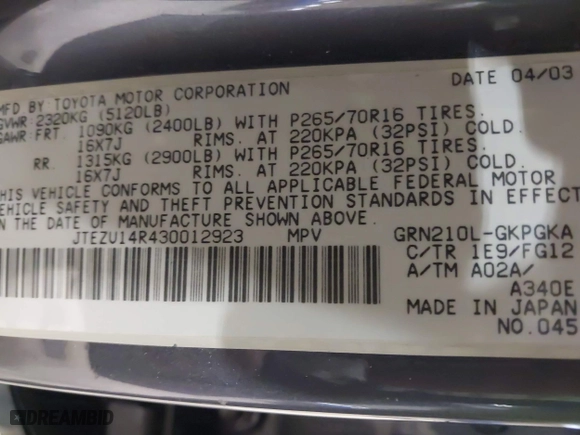 MFD BY TOYOTA MOTOR CORPORATION DATE 04/03
GVWR 2320KG (5120LB)
GAWR FRT. 1090KG (2400LB) WITH P265/70R16 TIRES.
16X7J RIMS. AT 220KPA (32PSI) COLD.
RR. 1315KG (2900LB) WITH P265/70R16 TIRES.
16X7J RIMS. AT 220KPA (32PSI) COLD.
THIS VEHICLE CONFORMS TO ALL APPLICABLE FEDERAL MOTOR
VEHICLE SAFETY AND THEFT PREVENTION STANDARDS IN EFFECT
ON THE DATE OF MANUFACTURE SHOWN ABOVE.
JTEZU14R430012923 MPV GRN210L-GKPGKA
C/TR 1E9/FG12
A/TM A02A/
A340E
MADE IN JAPAN
NO.045
DREAMBID